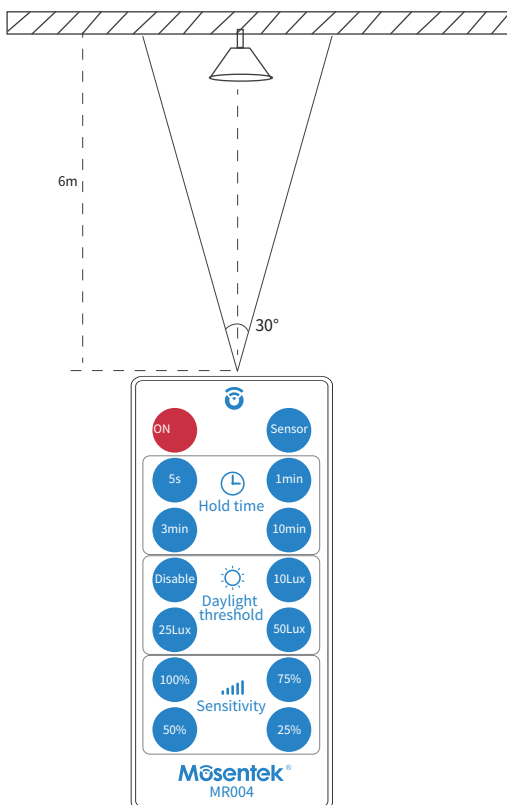 6m
30°
ON
Sensor
5s
1min
Hold time
3min
10min
Disable
10Lux
Daylight
threshold
25Lux
50Lux
100%
75%
Sensitivity
50%
25%
Mosentek®
MR004